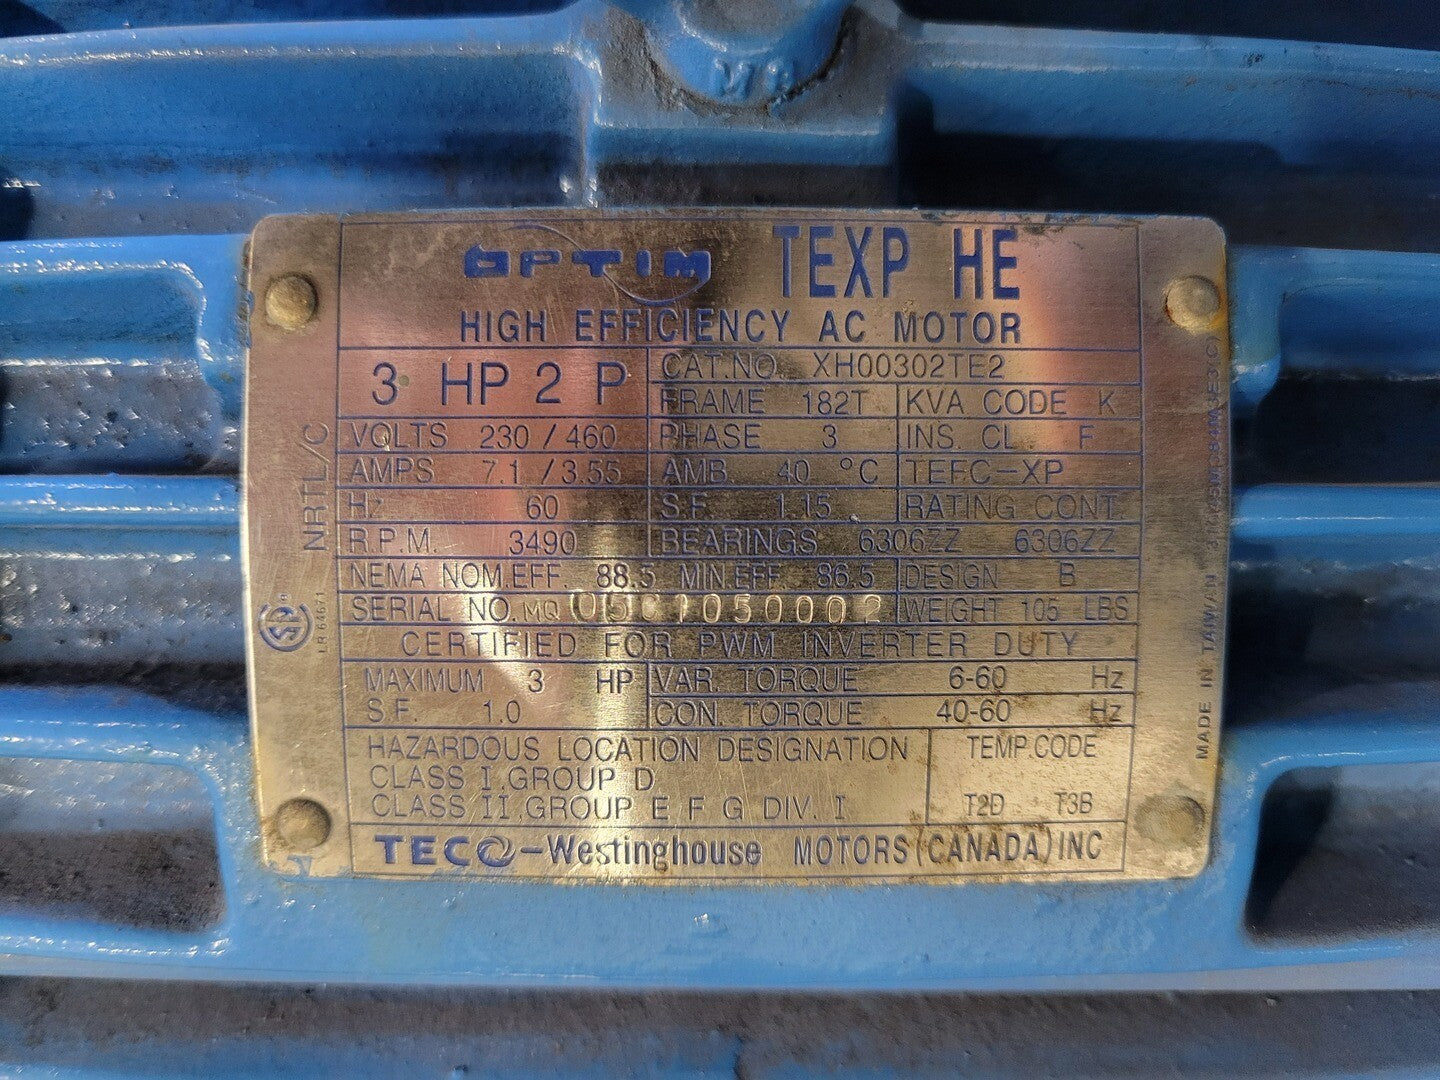 OPTIM TEXP HE
HIGH EFFICIENCY AC MOTOR
3 HP 2 P
CAT.NO. XH00302TE2
FRAME 182T KVA CODE K
VOLTS 230 / 460 PHASE 3 INS. CL. F
AMPS 7.1 / 3.55 AMB. 40 °C TEFC-XP
Hz 60 S.F. 1.15 RATING CONT.
R.P.M. 3490 BEARINGS 6306ZZ 6306ZZ
NEMA NOM.EFF. 88.5 MIN.EFF. 86.5 DESIGN B
SERIAL NO. MQ WEIGHT 105 LBS
CERTIFIED FOR PWM INVERTER DUTY
MAXIMUM 3 HP VAR. TORQUE 6-60 Hz
S.F. 1.0 CON. TORQUE 40-60 Hz
HAZARDOUS LOCATION DESIGNATION TEMP.CODE
CLASS I,GROUP D
CLASS II,GROUP E F G DIV. I T2D T3B
TECO-Westinghouse MOTORS (CANADA) INC
NRTL/C
LR 64671
MADE IN TAIWAN